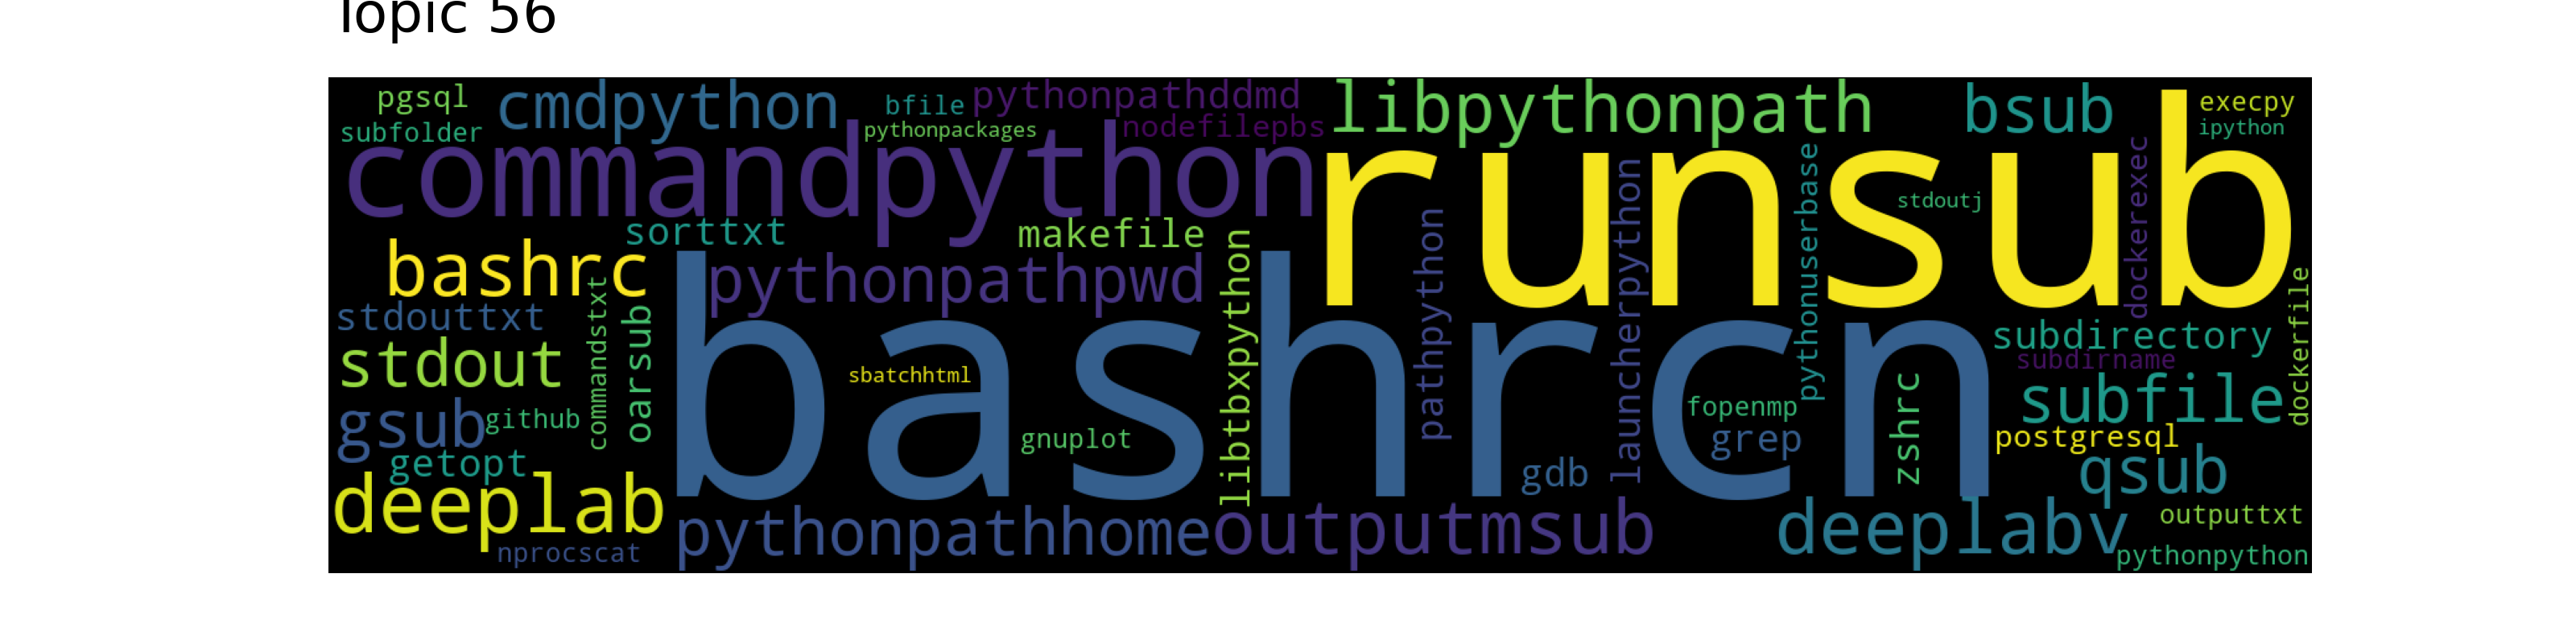 Topic 56
pgsql
cmdpython
bfile
pythonpathddmd
libpythonpath
bsub
execpy
subfolder
pythonpackages
nodefilepbs
ipython
commandpython
runsub
stdoutj
dockerexec
pythonuserbase
launcherpython
pathpython
sorttxt
makefile
bashrc
pythonpathpwd
libtbxpython
dockerfile
stdouttxt
commandstxt
oarsub
bashrcn
subdirectory
subdirname
stdout
sbatchhtml
subfile
gsub
github
gnuplot
fopenmp
grep
zshrc
postgresql
getopt
gdb
qsub
deeplab
pythonpathhome
outputmsub
deeplabv
outputtxt
nprocscat
pythonpython